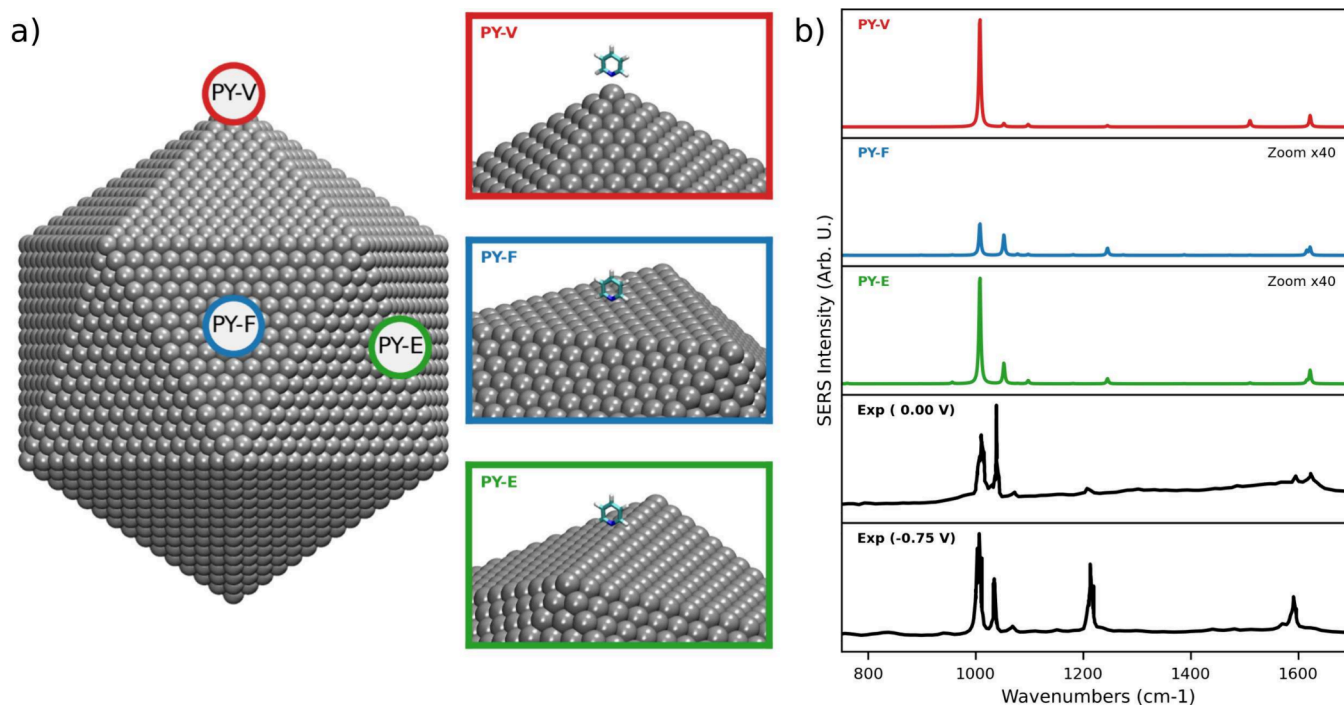 a)
PY-V
PY-F
PY-E
PY-V
PY-F
PY-E
b)
PY-V
PY-F
Zoom x40
PY-E
Zoom x40
Exp ( 0.00 V)
Exp (-0.75 V)
SERS Intensity (Arb. U.)
800 1000 1200 1400 1600
Wavenumbers (cm-1)